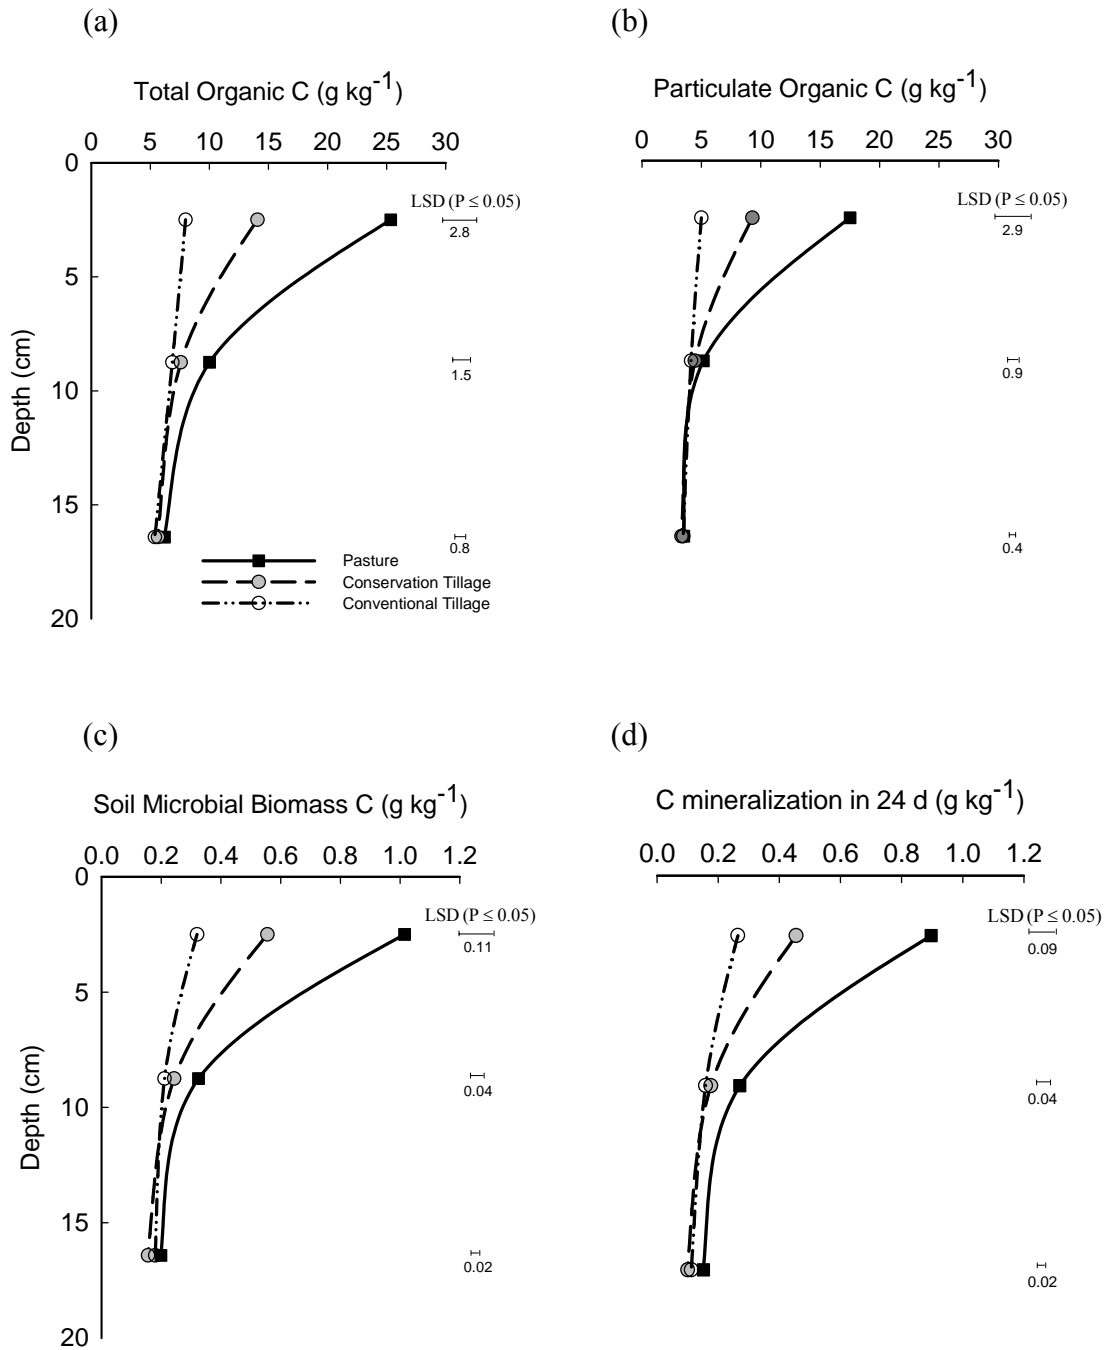 (a)
Total Organic C (g kg-1)
0 5 10 15 20 25 30
0
5
10
15
20
Depth (cm)
LSD (P ≤ 0.05)
2.8
1.5
0.8
Pasture
Conservation Tillage
Conventional Tillage
(b)
Particulate Organic C (g kg-1)
0 5 10 15 20 25 30
LSD (P ≤ 0.05)
2.9
0.9
0.4
(c)
Soil Microbial Biomass C (g kg-1)
0.0 0.2 0.4 0.6 0.8 1.0 1.2
0
5
10
15
20
Depth (cm)
LSD (P ≤ 0.05)
0.11
0.04
0.02
(d)
C mineralization in 24 d (g kg-1)
0.0 0.2 0.4 0.6 0.8 1.0 1.2
LSD (P ≤ 0.05)
0.09
0.04
0.02